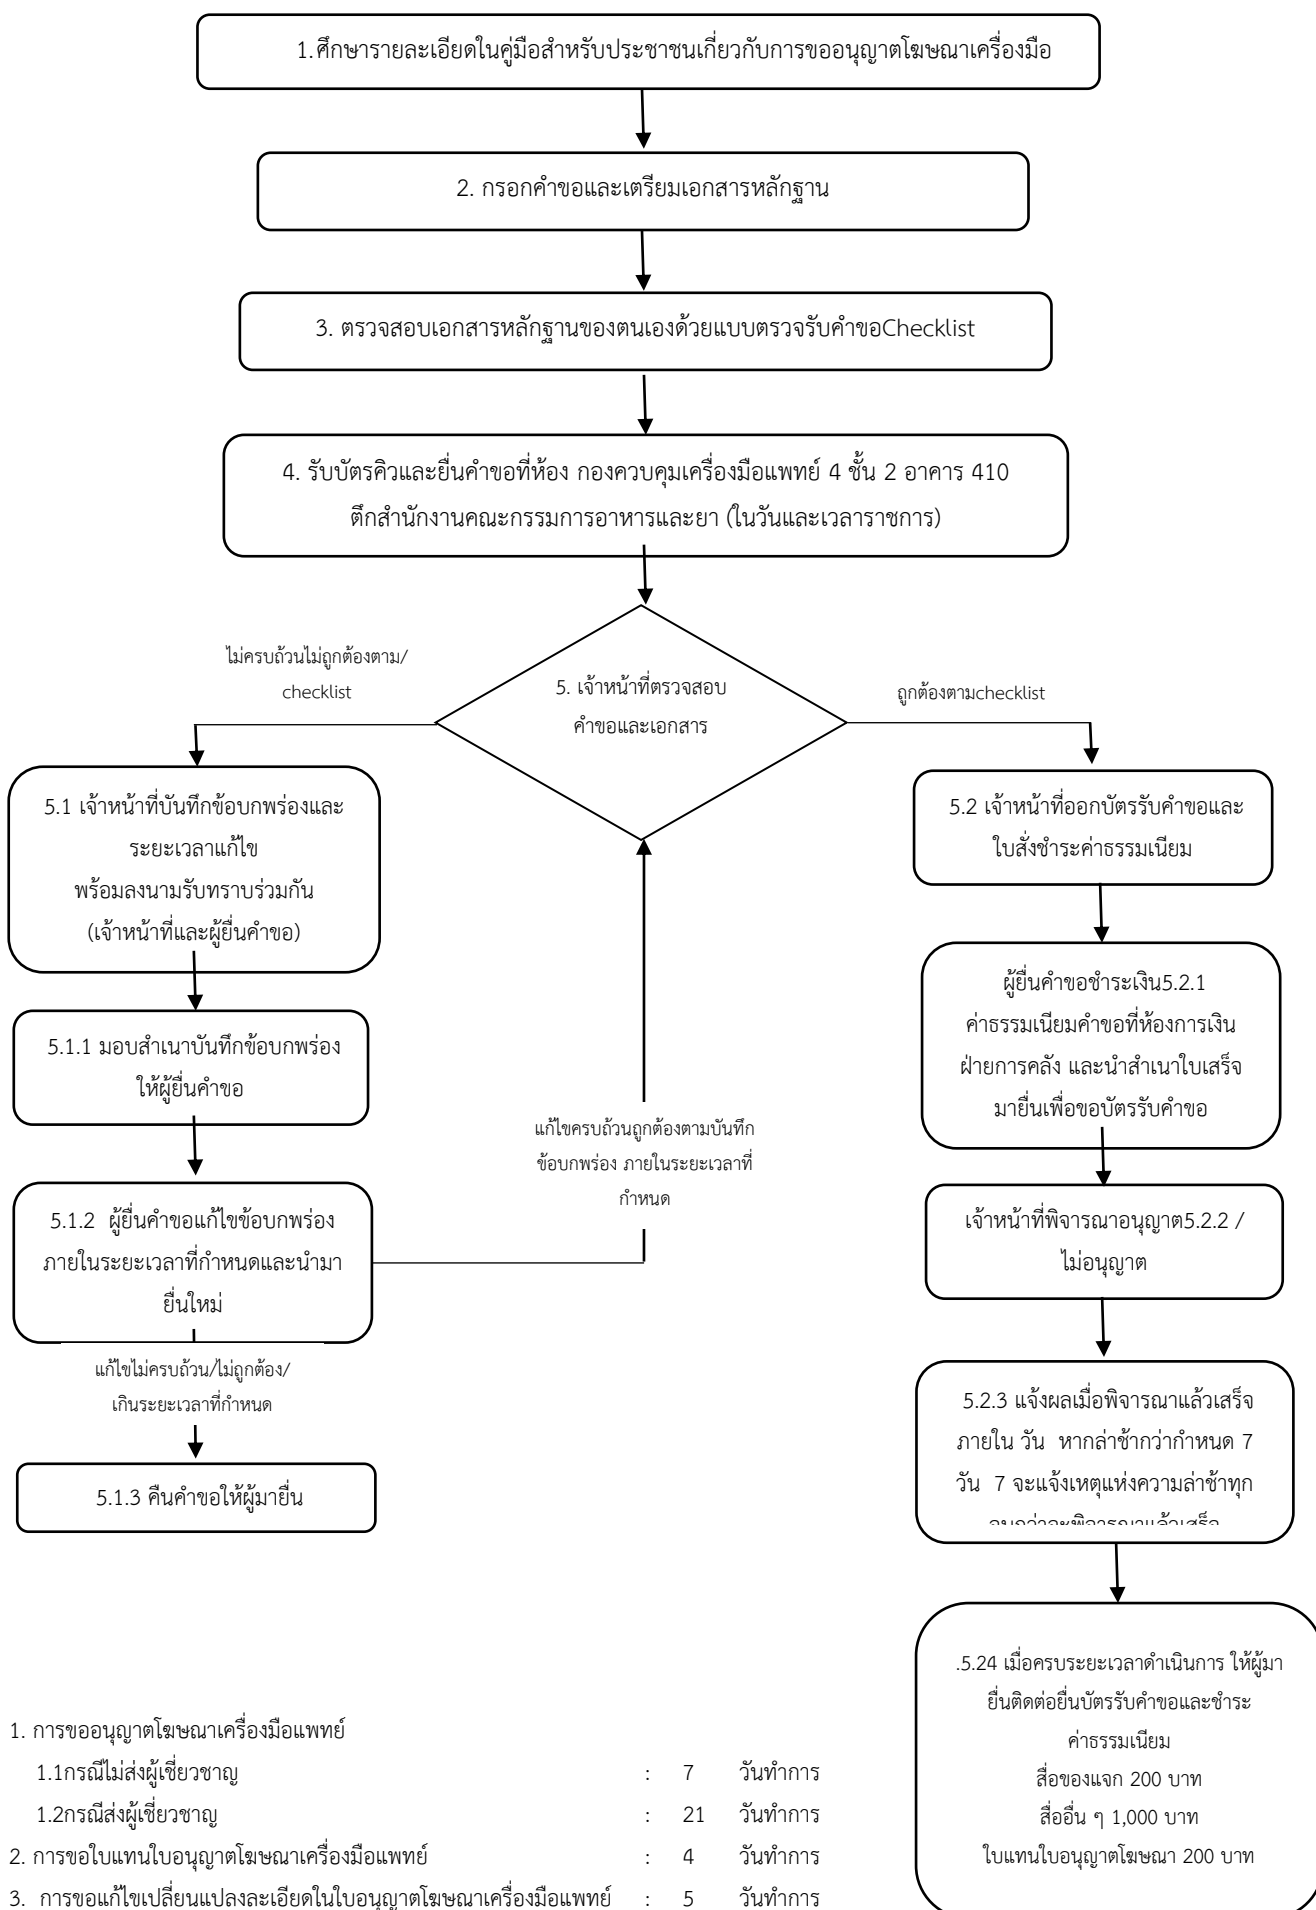 1. ศึกษารายละเอียดในคู่มือสำหรับประชาชนเกี่ยวกับการขออนุญาตโฆษณาเครื่องมือ
2. กรอกคำขอและเตรียมเอกสารหลักฐาน
3. ตรวจสอบเอกสารหลักฐานของตนเองด้วยแบบตรวจรับคำขอChecklist
4. รับบัตรคิวและยื่นคำขอที่ห้อง กองควบคุมเครื่องมือแพทย์ 4 ชั้น 2 อาคาร 410
ตึกสำนักงานคณะกรรมการอาหารและยา (ในวันและเวลาราชการ)
5. เจ้าหน้าที่ตรวจสอบ
คำขอและเอกสาร
ไม่ครบถ้วนไม่ถูกต้องตาม/
checklist
ถูกต้องตามchecklist
5.1 เจ้าหน้าที่บันทึกข้อบกพร่องและ
ระยะเวลาแก้ไข
พร้อมลงนามรับทราบร่วมกัน
(เจ้าหน้าที่และผู้ยื่นคำขอ)
5.1.1 มอบสำเนาบันทึกข้อบกพร่อง
ให้ผู้ยื่นคำขอ
5.1.2 ผู้ยื่นคำขอแก้ไขข้อบกพร่อง
ภายในระยะเวลาที่กำหนดและนำมา
ยื่นใหม่
แก้ไขไม่ครบถ้วน/ไม่ถูกต้อง/
เกินระยะเวลาที่กำหนด
5.1.3 คืนคำขอให้ผู้มายื่น
แก้ไขครบถ้วนถูกต้องตามบันทึก
ข้อบกพร่อง ภายในระยะเวลาที่
กำหนด
5.2 เจ้าหน้าที่ออกบัตรรับคำขอและ
ใบสั่งชำระค่าธรรมเนียม
ผู้ยื่นคำขอชำระเงิน5.2.1
ค่าธรรมเนียมคำขอที่ห้องการเงิน
ฝ่ายการคลัง และนำสำเนาใบเสร็จ
มายื่นเพื่อขอบัตรรับคำขอ
เจ้าหน้าที่พิจารณาอนุญาต5.2.2 /
ไม่อนุญาต
5.2.3 แจ้งผลเมื่อพิจารณาแล้วเสร็จ
ภายใน วัน หากล่าช้ากว่ากำหนด 7
วัน 7 จะแจ้งเหตุแห่งความล่าช้าทุก
จนกว่าจะพิจารณาแล้วเสร็จ
.5.24 เมื่อครบระยะเวลาดำเนินการ ให้ผู้มา
ยื่นติดต่อยื่นบัตรรับคำขอและชำระ
ค่าธรรมเนียม
สื่อของแจก 200 บาท
สื่ออื่น ๆ 1,000 บาท
ใบแทนใบอนุญาตโฆษณา 200 บาท
1. การขออนุญาตโฆษณาเครื่องมือแพทย์
1.1กรณีไม่ส่งผู้เชี่ยวชาญ : 7 วันทำการ
1.2กรณีส่งผู้เชี่ยวชาญ : 21 วันทำการ
2. การขอใบแทนใบอนุญาตโฆษณาเครื่องมือแพทย์ : 4 วันทำการ
3. การขอแก้ไขเปลี่ยนแปลงละเอียดในใบอนุญาตโฆษณาเครื่องมือแพทย์ : 5 วันทำการ